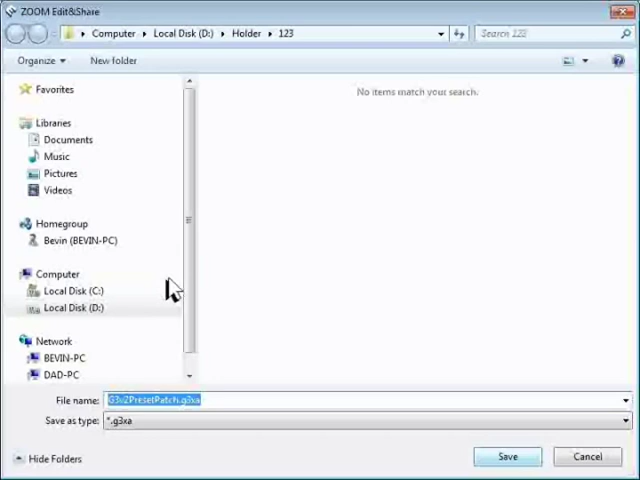 ZOOM Edit&Share
Computer Local Disk (D:) Holder 123 Search 123
Organize New folder
Favorites
No items match your search.
Libraries
Documents
Music
Pictures
Videos
Homegroup
Bevin (BEVIN-PC)
Computer
Local Disk (C:)
Local Disk (D:)
Network
BEVIN-PC
DAD-PC
File name: G3v2PresetPatch.g3xa
Save as type: *.g3xa
Hide Folders Save Cancel